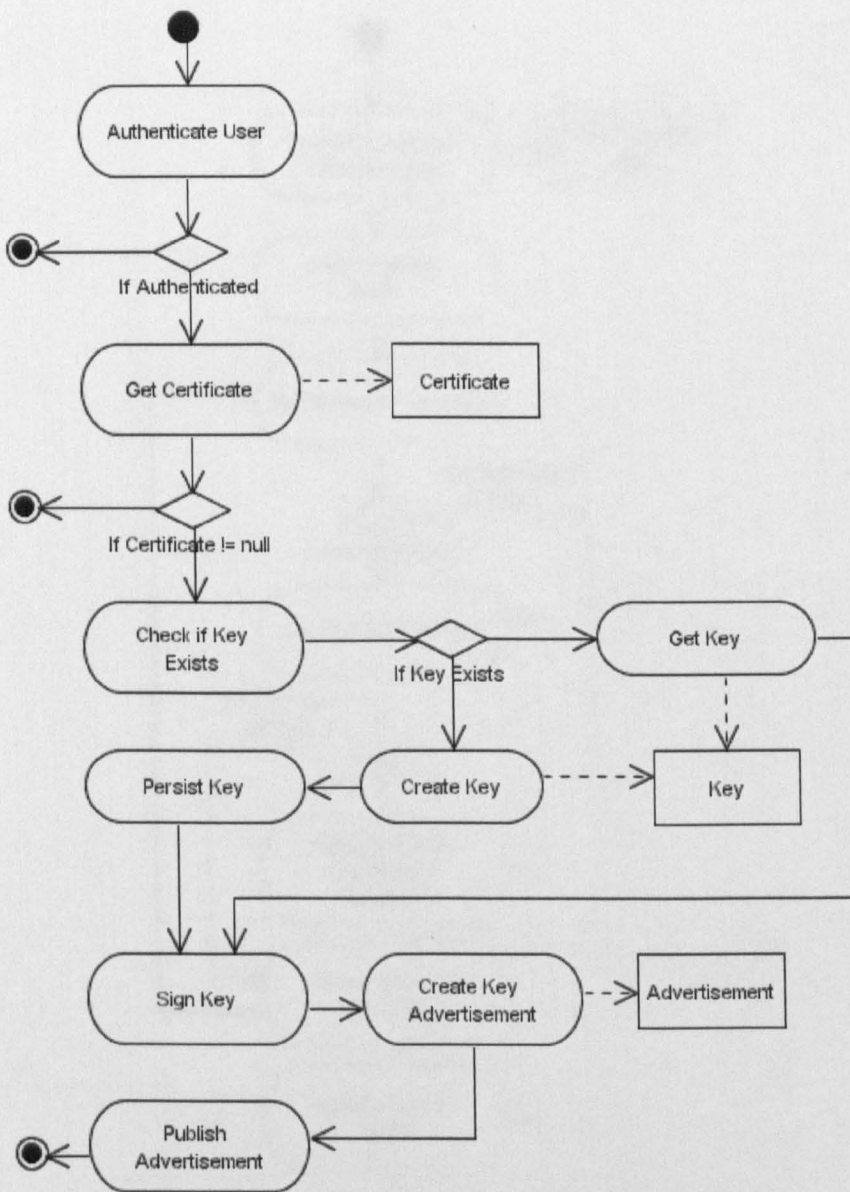 Authenticate User
If Authenticated
Get Certificate
Certificate
If Certificate != null
Check if Key
Exists
If Key Exists
Get Key
Persist Key
Create Key
Key
Sign Key
Create Key
Advertisement
Advertisement
Publish
Advertisement